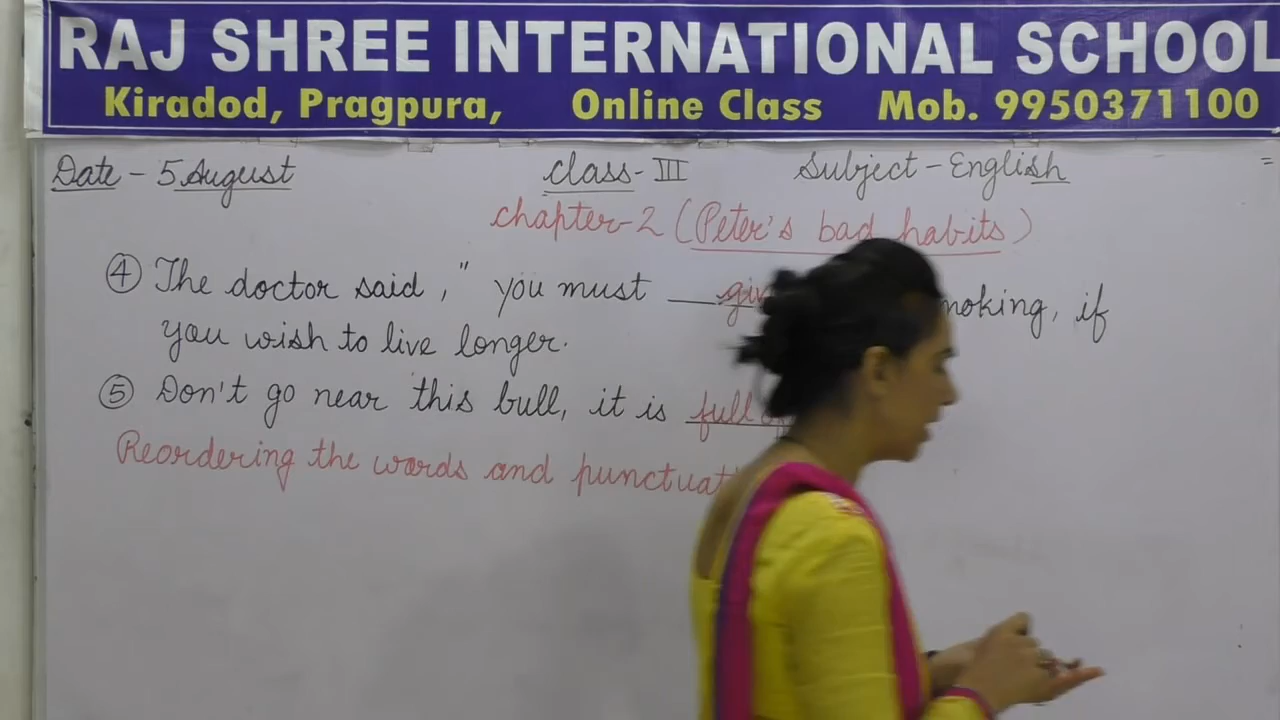 RAJ SHREE INTERNATIONAL SCHOOL
Kiradod, Pragpura, Online Class Mob. 9950371100
Date - 5 August Class - III Subject - English
Chapter-2 (Peter's bad habits)
④ The doctor said, " you must if
you wish to live longer.
⑤ Don't go near this bull, it is full
Reordering the words and